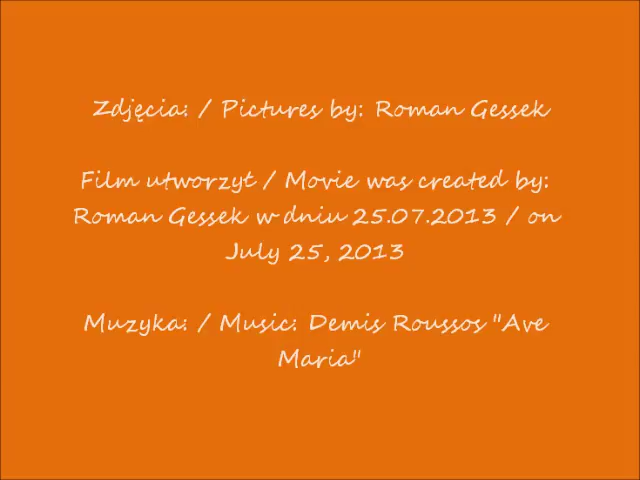 Zdjęcia: / Pictures by: Roman Gessek
Film utworzył / Movie was created by:
Roman Gessek w dniu 25.07.2013 / on
July 25, 2013
Muzyka: / Music: Demis Roussos "Ave
Maria"